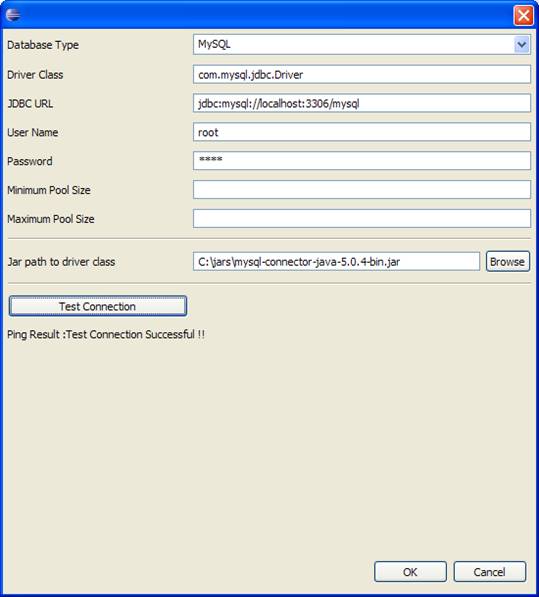 Database Type MySQL
Driver Class com.mysql.jdbc.Driver
JDBC URL jdbc:mysql://localhost:3306/mysql
User Name root
Password ****
Minimum Pool Size
Maximum Pool Size
Jar path to driver class C:\jars\mysql-connector-java-5.0.4-bin.jar Browse
Test Connection
Ping Result :Test Connection Successful !!
OK Cancel